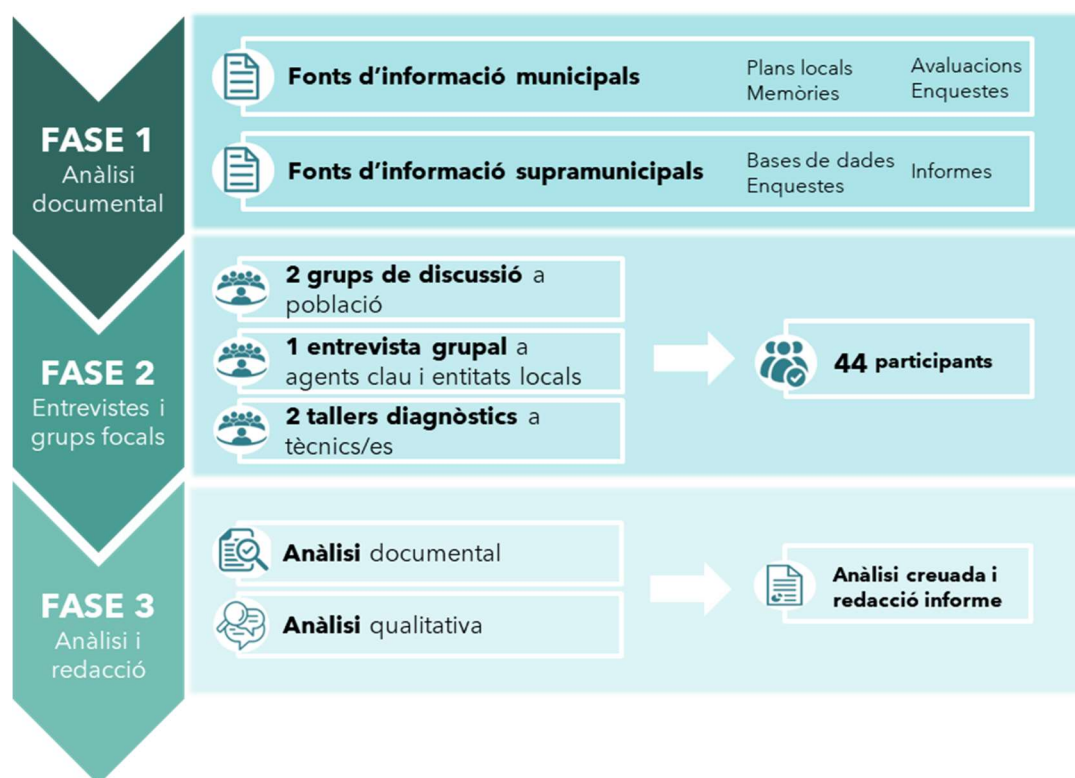 FASE 1
Anàlisi
documental
Fonts d’informació municipals
Plans locals
Memòries
Avaluacions
Enquestes
Fonts d’informació supramunicipals
Bases de dades
Enquestes
Informes
FASE 2
Entrevistes i
grups focals
2 grups de discussió a
població
1 entrevista grupal a
agents clau i entitats locals
2 tallers diagnòstics a
tècnics/es
44 participants
FASE 3
Anàlisi i
redacció
Anàlisi documental
Anàlisi qualitativa
Anàlisi creuada i
redacció informe